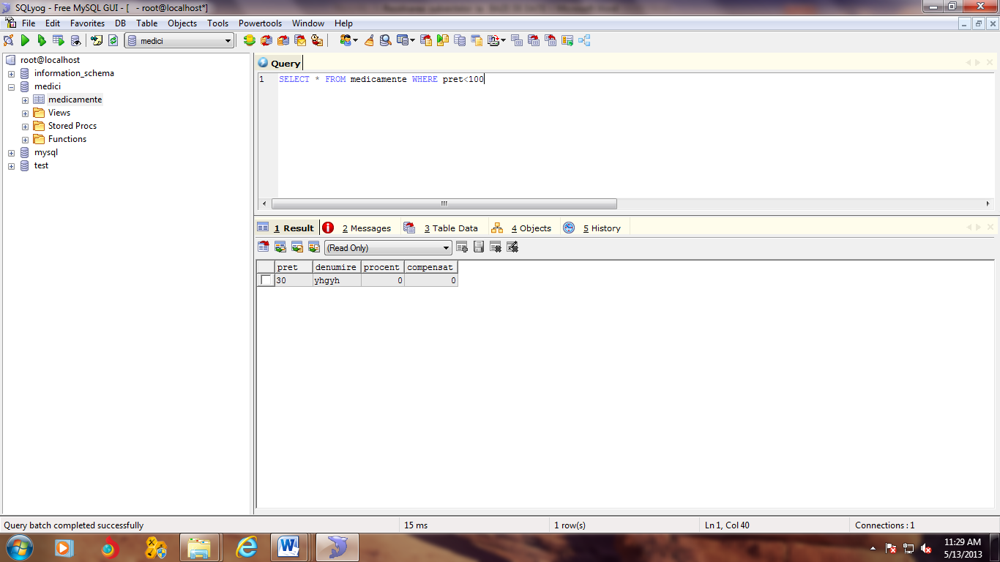 SQLyog - Free MySQL GUI - [   - root@localhost*]
File Edit Favorites DB Table Objects Tools Powertools Window Help
medici
root@localhost
information_schema
medici
medicamente
Views
Stored Procs
Functions
mysql
test
Query
1 SELECT * FROM medicamente WHERE pret<100
1 Result 2 Messages 3 Table Data 4 Objects 5 History
(Read Only)
pret denumire procent compensat
30 yhgyh 0 0
Query batch completed successfully 15 ms 1 row(s) Ln 1, Col 40 Connections : 1
11:29 AM
5/13/2013